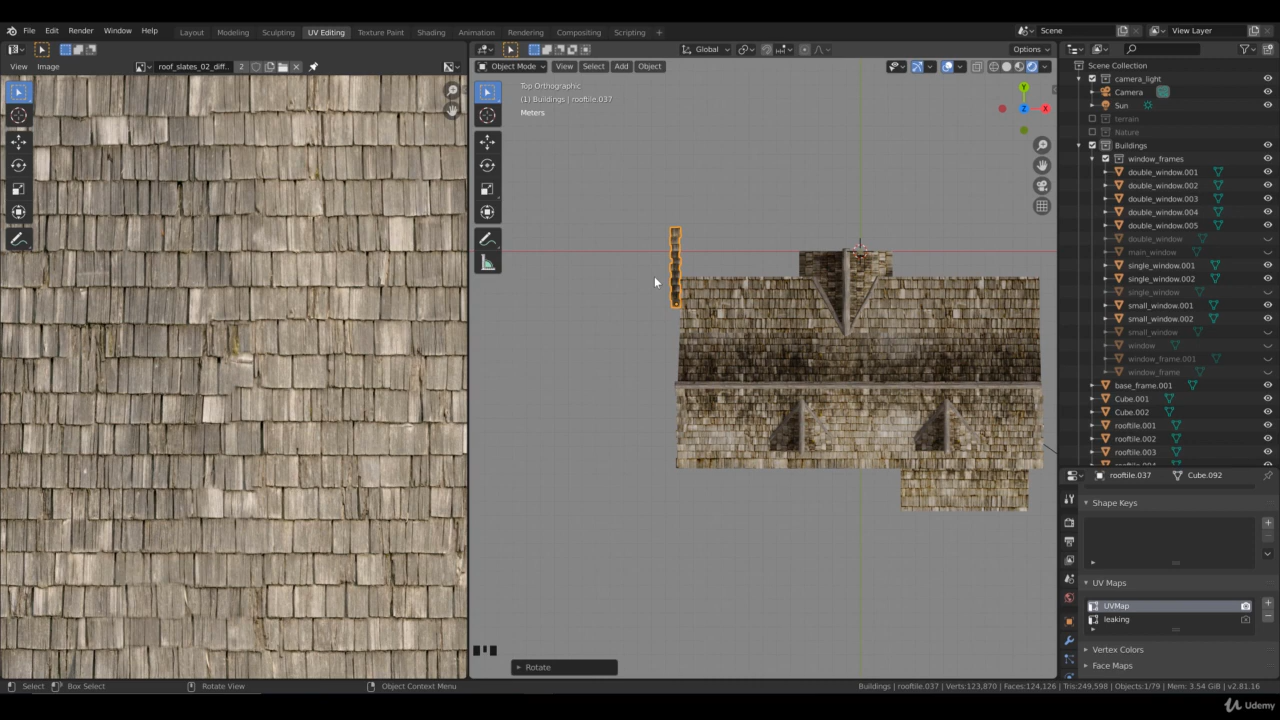 File Edit Render Window Help
Layout Modeling Sculpting UV Editing Texture Paint Shading Animation Rendering Compositing Scripting +
Scene View Layer
Global Options
View Image roof_slates_02_diff... 2
Object Mode View Select Add Object
Top Orthographic
(1) Buildings | rooftile.037
Meters
Y
X
Z
Scene Collection
camera_light
Camera
Sun
terrain
Nature
Buildings
window_frames
double_window.001
double_window.002
double_window.003
double_window.004
double_window.005
double_window
main_window
single_window.001
single_window.002
single_window
small_window.001
small_window.002
small_window
window
window_frame.001
window_frame
base_frame.001
Cube.001
Cube.002
rooftile.001
rooftile.002
rooftile.003
rooftile.037 Cube.092
Shape Keys
UV Maps
UVMap
leaking
Vertex Colors
Face Maps
Rotate
Select Box Select Rotate View Object Context Menu
Buildings | rooftile.037 | Verts:123,870 | Faces:124,126 | Tris:249,598 | Objects:1/79 | Mem: 3.54 GiB | v2.81.16
Udemy